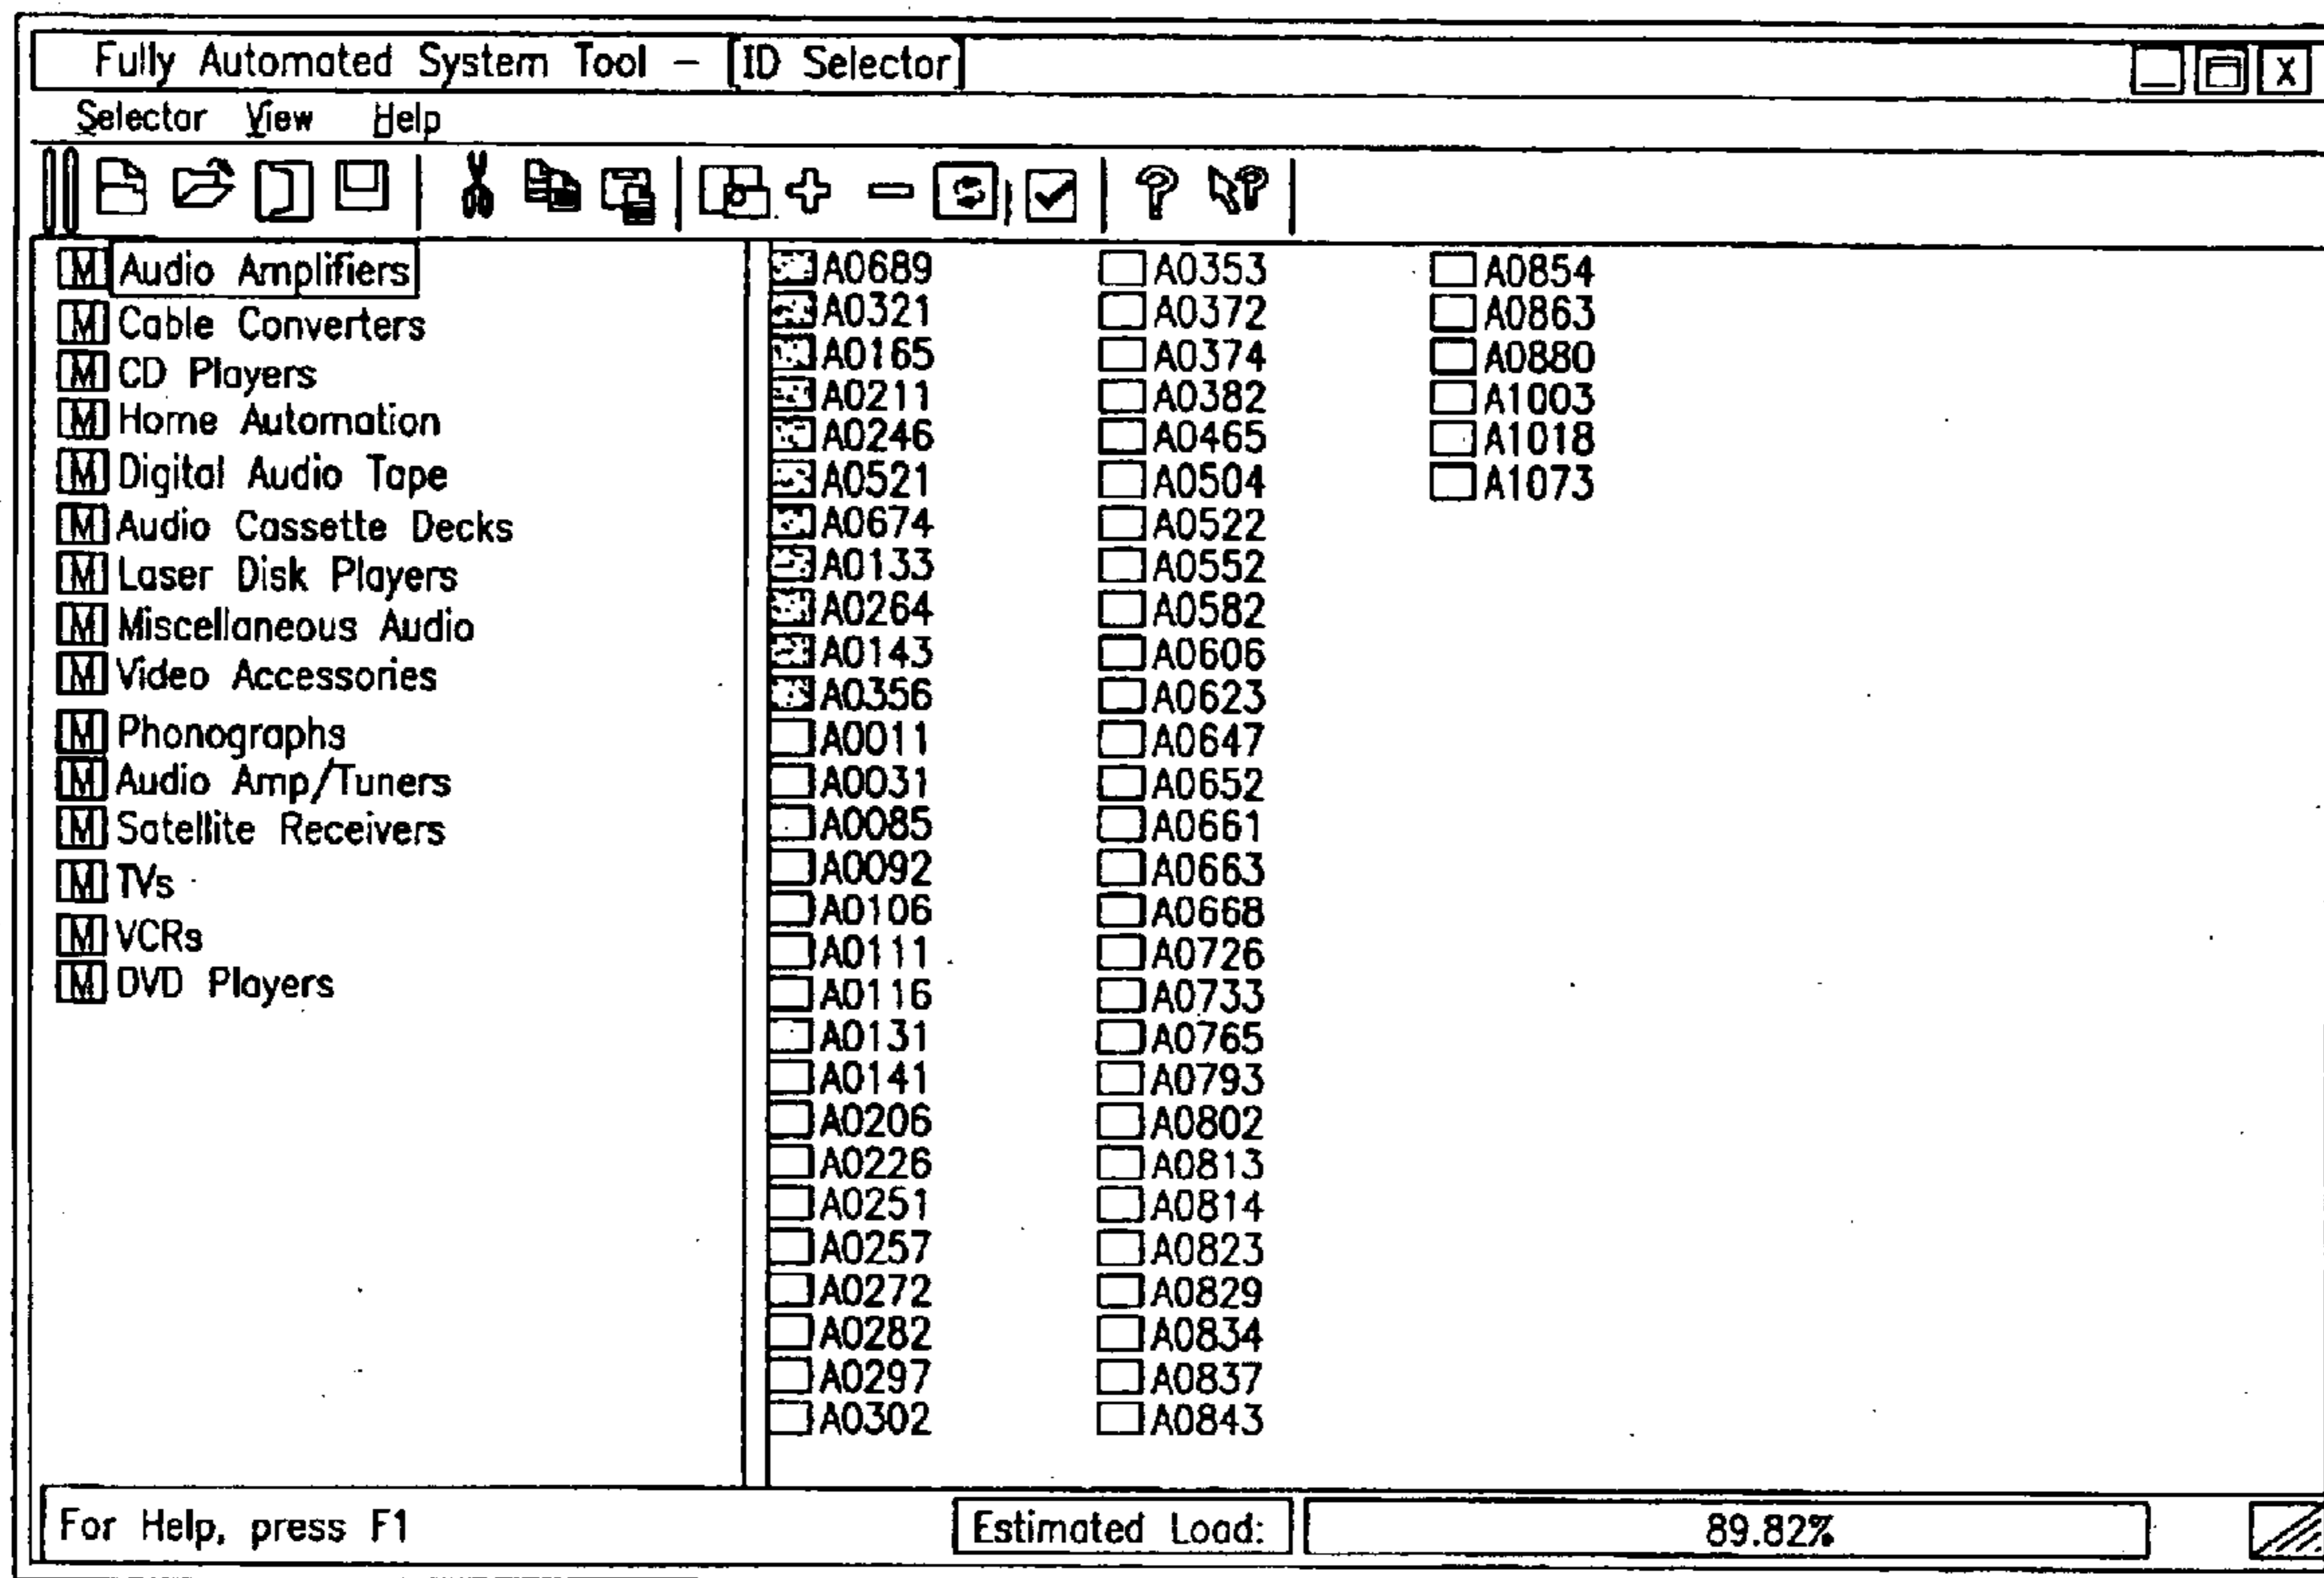 Fully Automated System Tool - ID Selector
X
Selector View Help
M Audio Amplifiers
M Cable Converters
M CD Players
M Home Automation
M Digital Audio Tape
M Audio Cassette Decks
M Laser Disk Players
M Miscellaneous Audio
M Video Accessories
M Phonographs
M Audio Amp/Tuners
M Satellite Receivers
M TVs
M VCRs
M DVD Players
A0689
A0321
A0165
A0211
A0246
A0521
A0674
A0133
A0264
A0143
A0356
A0011
A0031
A0085
A0092
A0106
A0111
A0116
A0131
A0141
A0206
A0226
A0251
A0257
A0272
A0282
A0297
A0302
A0353
A0372
A0374
A0382
A0465
A0504
A0522
A0552
A0582
A0606
A0623
A0647
A0652
A0661
A0663
A0668
A0726
A0733
A0765
A0793
A0802
A0813
A0814
A0823
A0829
A0834
A0837
A0843
A0854
A0863
A0880
A1003
A1018
A1073
For Help, press F1
Estimated Load: 89.82%